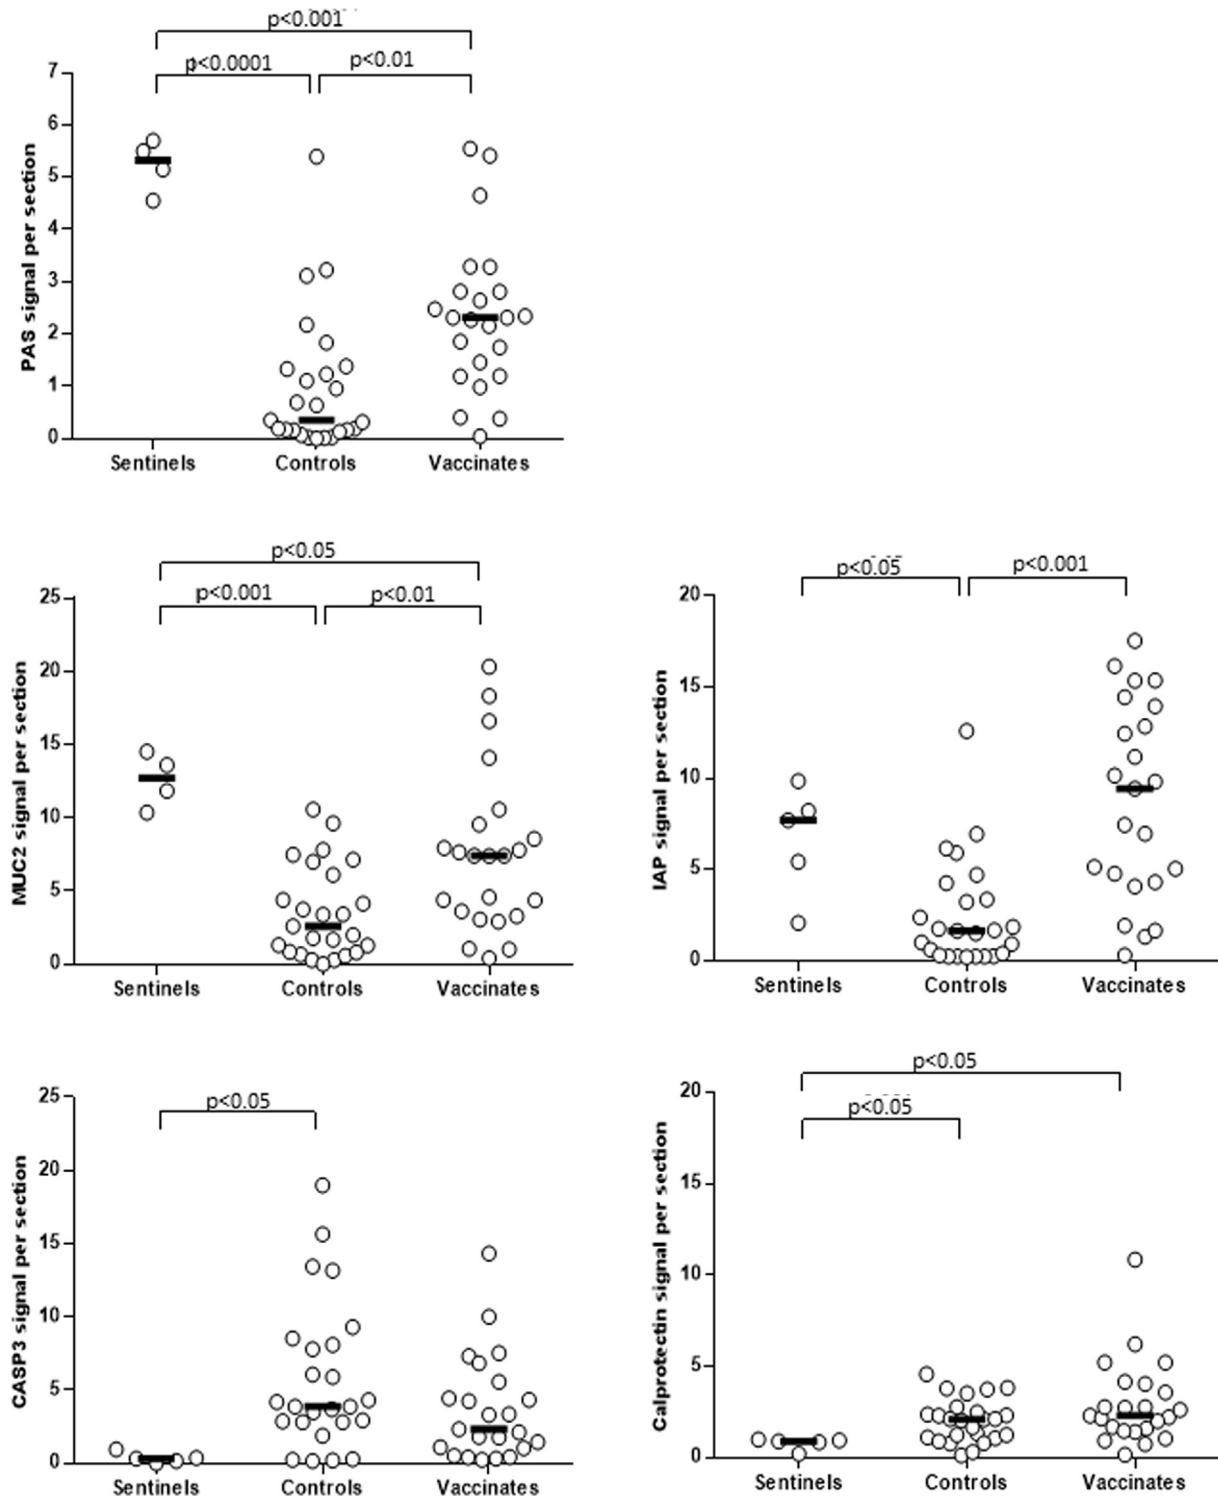 p<0.001
p<0.0001 p<0.01
PAS signal per section
7
6
5
4
3
2
1
0
Sentinels Controls Vaccinates
p<0.05
p<0.001 p<0.01
MUC2 signal per section
25
20
15
10
5
0
Sentinels Controls Vaccinates
p<0.05 p<0.001
IAP signal per section
20
15
10
5
0
Sentinels Controls Vaccinates
p<0.05
CASP3 signal per section
25
20
15
10
5
0
Sentinels Controls Vaccinates
p<0.05
p<0.05
Calprotectin signal per section
20
15
10
5
0
Sentinels Controls Vaccinates